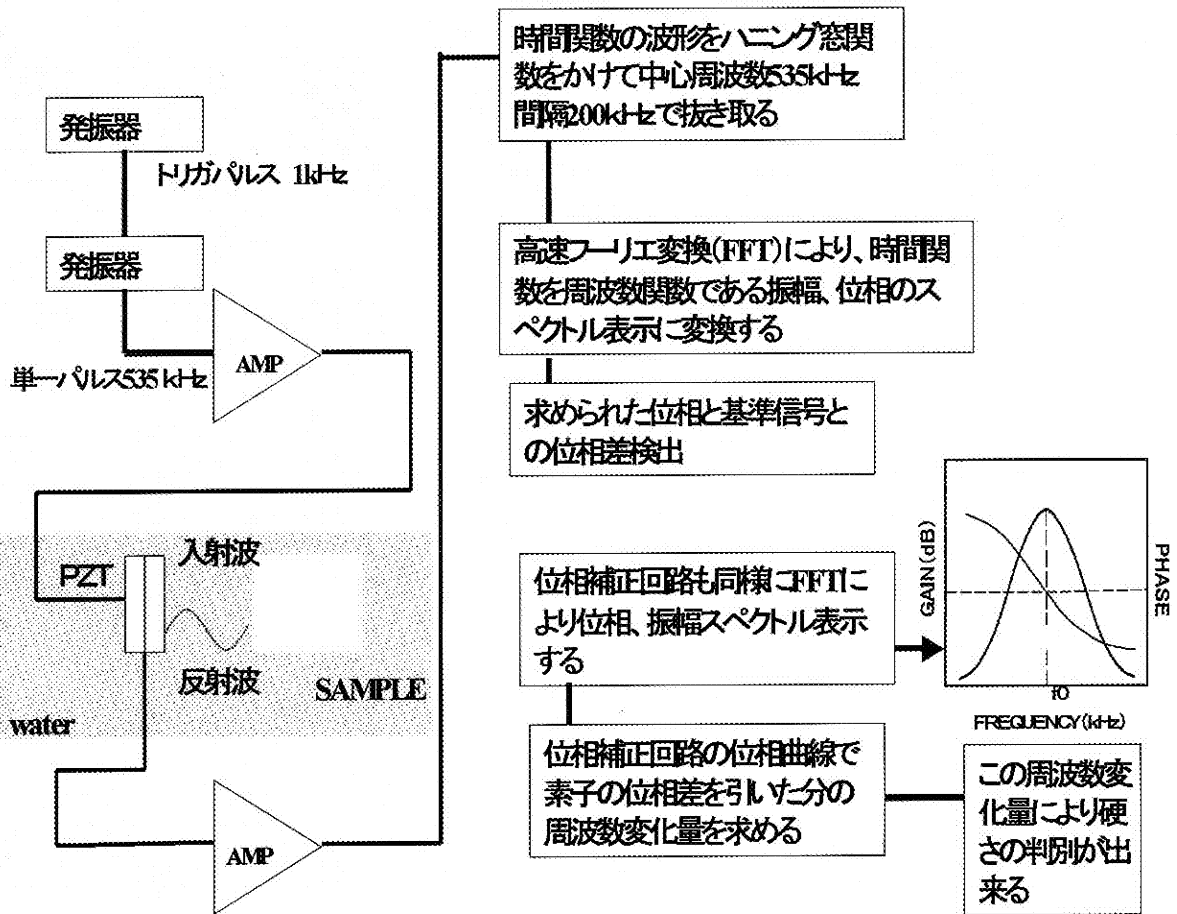 発振器
トリガパルス 1kHz
発振器
AMP
単一パルス535 kHz
PZT
入射波
反射波
SAMPLE
water
AMP
時間関数の波形をハニング窓関
数をかけて中心周波数535kHz
間隔200kHzで抜き取る
高速フーリエ変換(FFT)により、時間関
数を周波数関数である振幅、位相のス
ペクトル表示に変換する
求められた位相と基準信号と
の位相差検出
位相補正回路も同様にFFTに
より位相、振幅スペクトル表示
する
GAIN(dB)
PHASE
f0
FREQUENCY(kHz)
位相補正回路の位相曲線で
素子の位相差を引いた分の
周波数変化量を求める
この周波数変
化量により硬
さの判別が出
来る